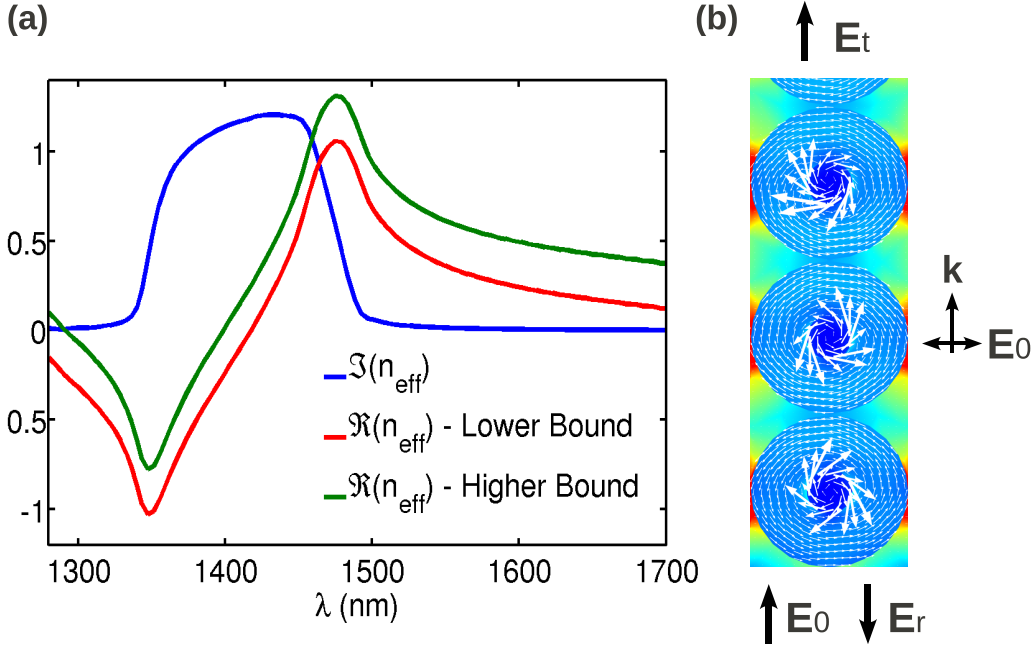 (a)
(b)
Et
1
0.5
0
0.5
-1
1300
1400
1500
1600
1700
λ (nm)
ℑ(neff)
ℜ(neff) - Lower Bound
ℜ(neff) - Higher Bound
k
E0
E0
Er